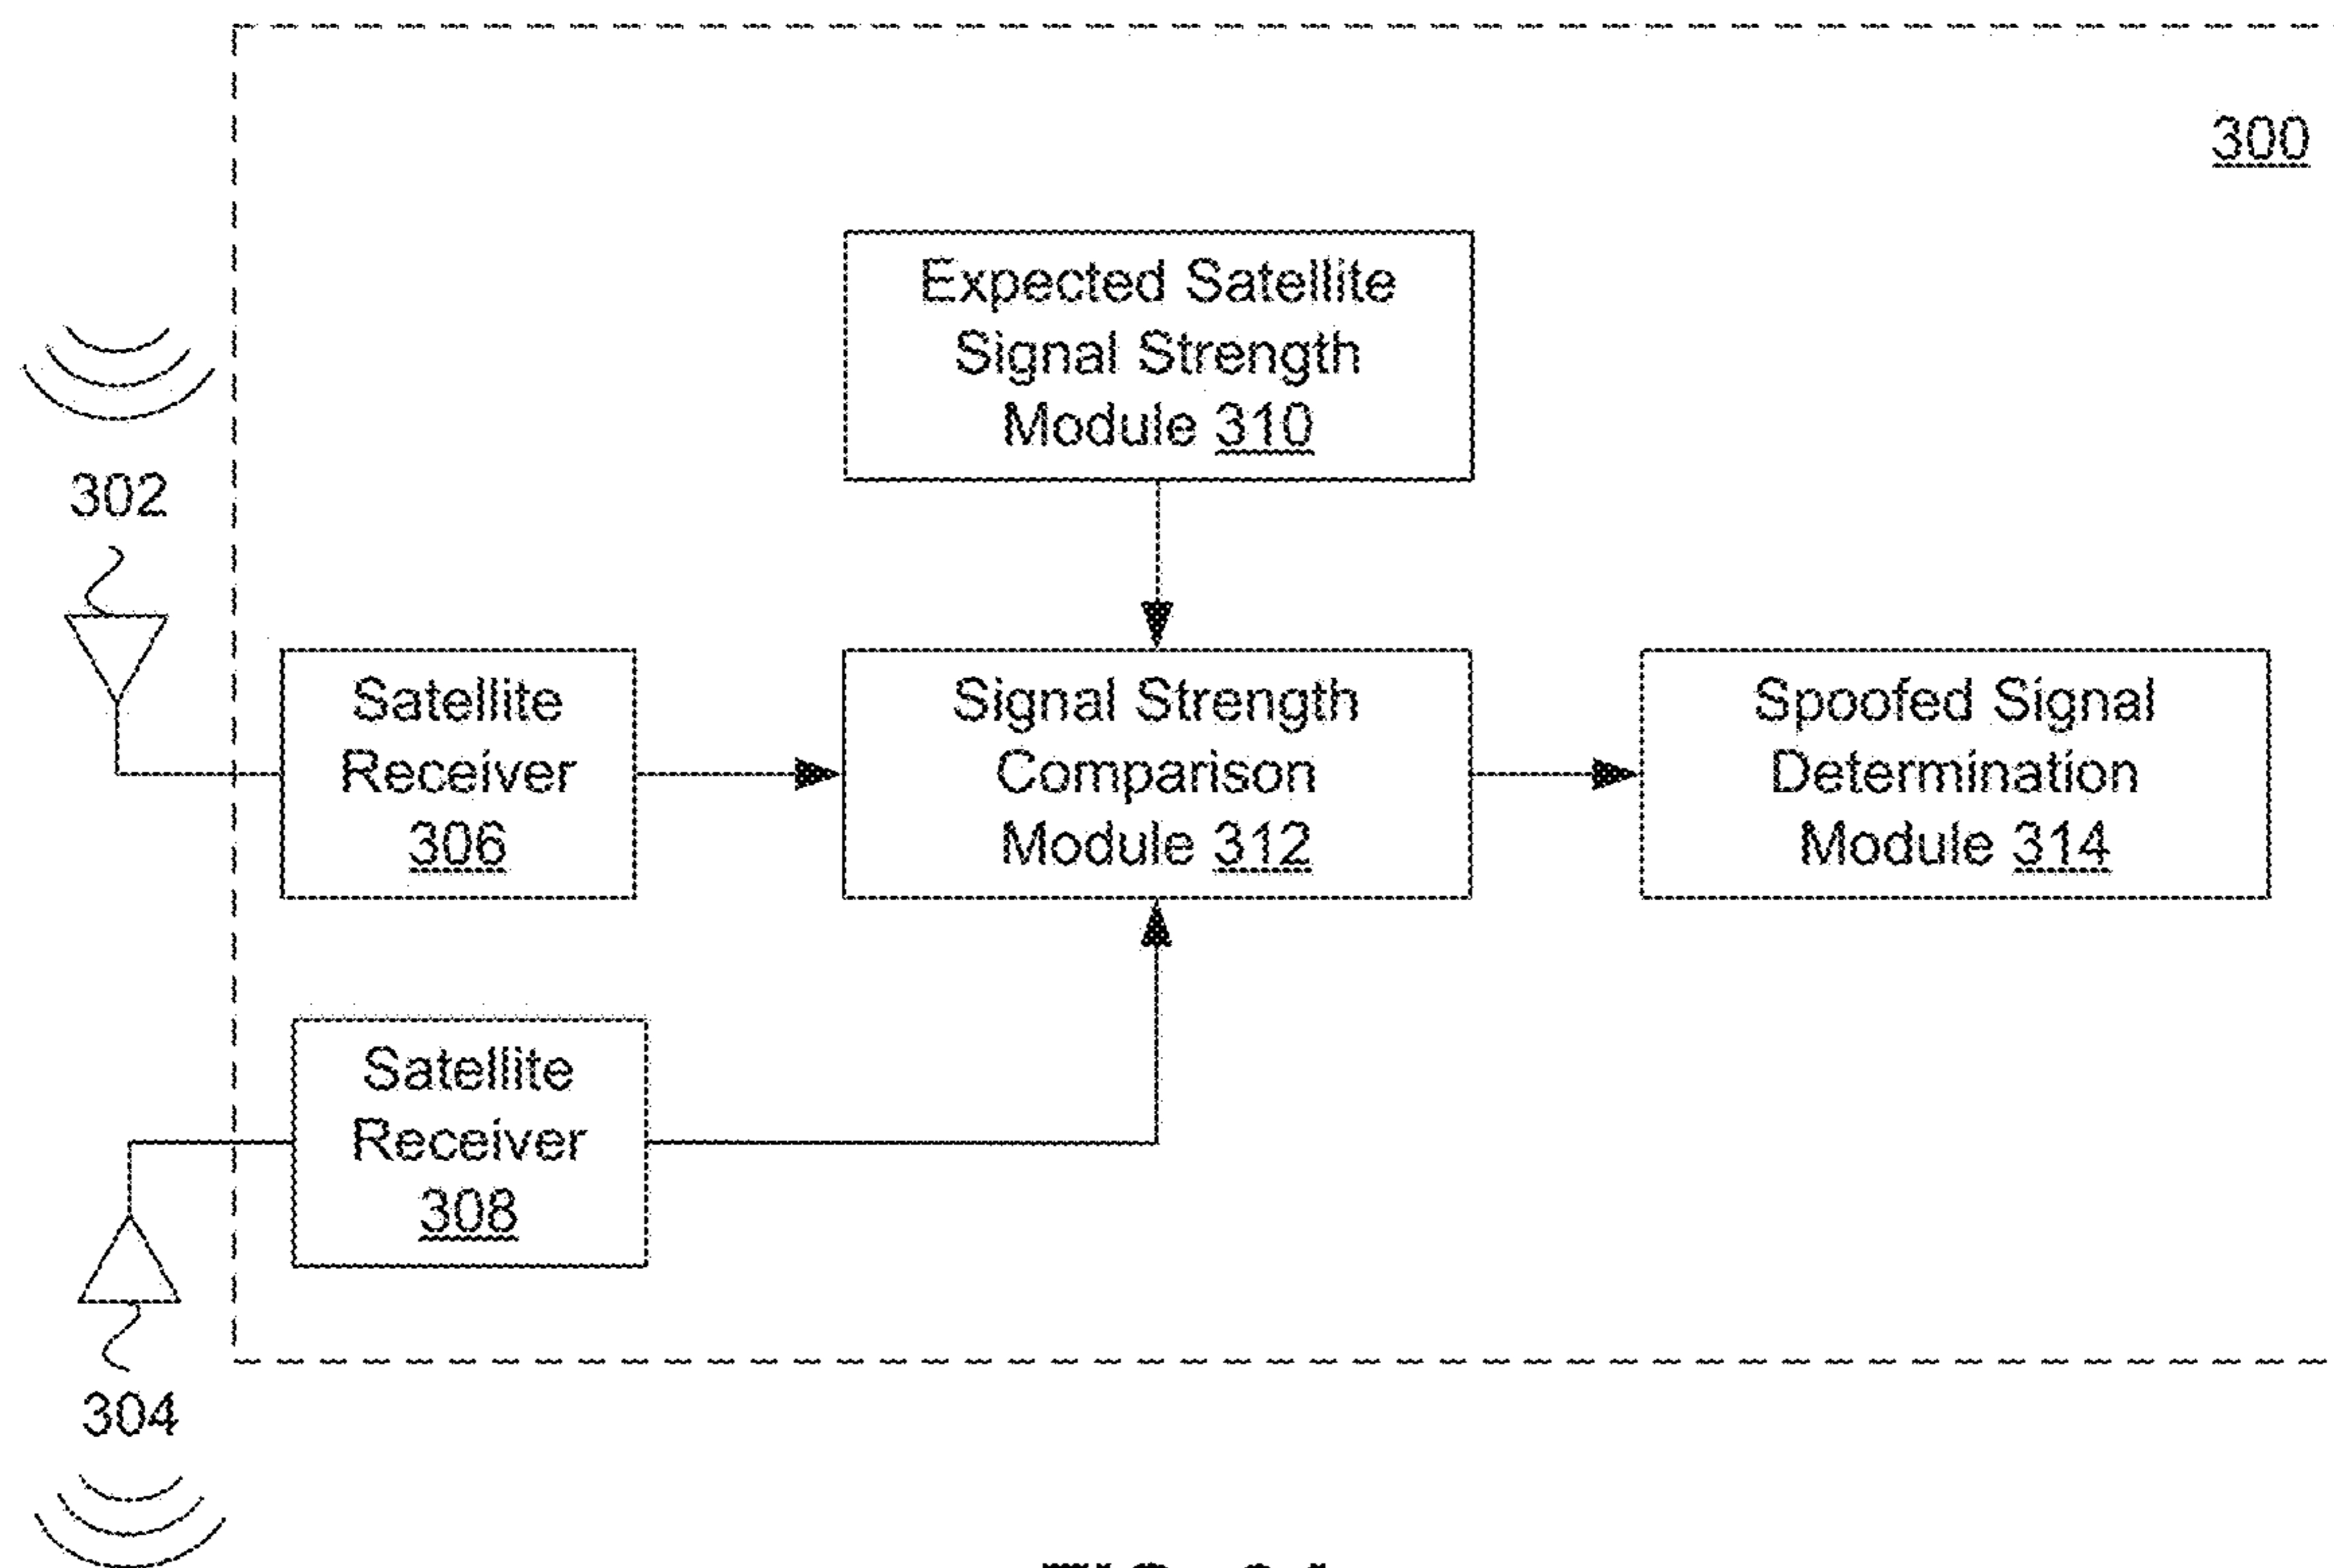 300
Expected Satellite
Signal Strength
Module 310
302
Satellite
Receiver
306
Signal Strength
Comparison
Module 312
Spoofed Signal
Determination
Module 314
Satellite
Receiver
308
304